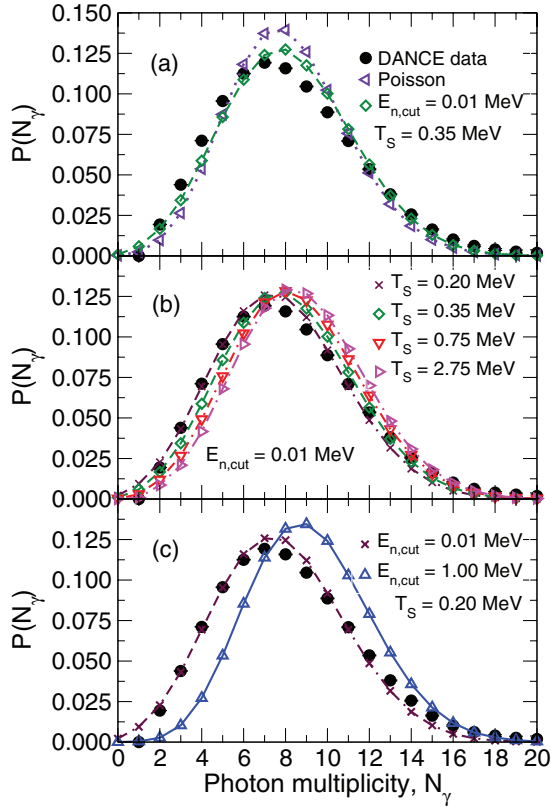 0.150
0.125
0.100
0.075
0.050
0.025
0.000
P(Nγ)
(a)
DANCE data
Poisson
En,cut = 0.01 MeV
TS = 0.35 MeV
0.125
0.100
0.075
0.050
0.025
0.000
P(Nγ)
(b)
TS = 0.20 MeV
TS = 0.35 MeV
TS = 0.75 MeV
TS = 2.75 MeV
En,cut = 0.01 MeV
0.125
0.100
0.075
0.050
0.025
0.000
P(Nγ)
(c)
En,cut = 0.01 MeV
En,cut = 1.00 MeV
TS = 0.20 MeV
0 2 4 6 8 10 12 14 16 18 20
Photon multiplicity, Nγ